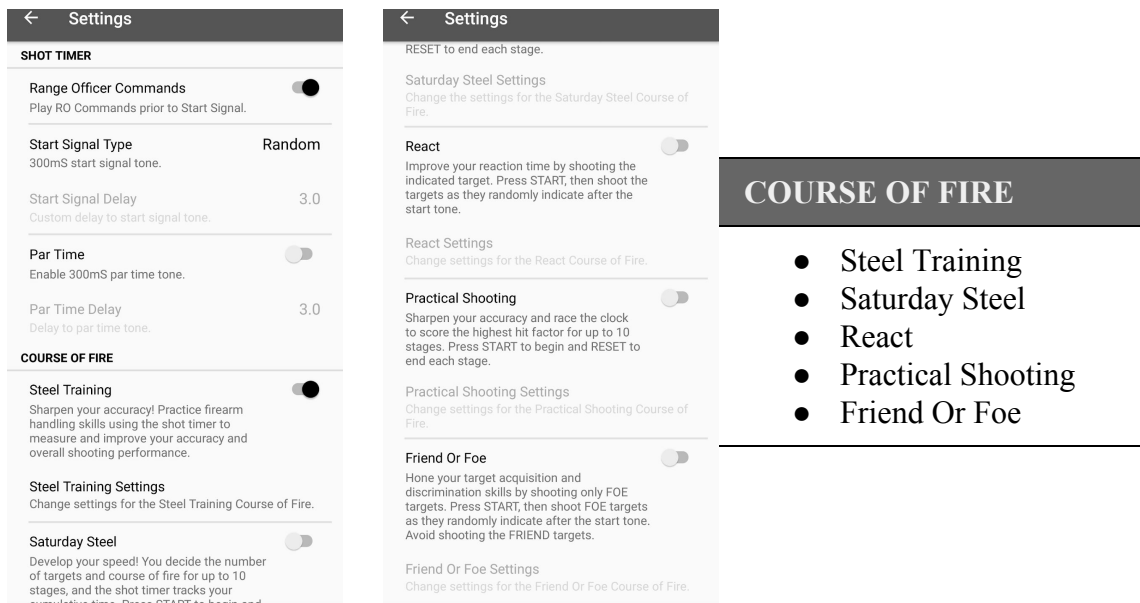 Settings
SHOT TIMER
Range Officer Commands
Play RO Commands prior to Start Signal.
Start Signal Type Random
300mS start signal tone.
Start Signal Delay 3.0
Custom delay to start signal tone.
Par Time
Enable 300mS par time tone.
Par Time Delay 3.0
Delay to par time tone.
COURSE OF FIRE
Steel Training
Sharpen your accuracy! Practice firearm
handling skills using the shot timer to
measure and improve your accuracy and
overall shooting performance.
Steel Training Settings
Change settings for the Steel Training Course of Fire.
Saturday Steel
Develop your speed! You decide the number
of targets and course of fire for up to 10
stages, and the shot timer tracks your
cumulative time. Press START to begin and
Settings
RESET to end each stage.
Saturday Steel Settings
Change the settings for the Saturday Steel Course of
Fire.
React
Improve your reaction time by shooting the
indicated target. Press START, then shoot the
targets as they randomly indicate after the
start tone.
React Settings
Change settings for the React Course of Fire.
Practical Shooting
Sharpen your accuracy and race the clock
to score the highest hit factor for up to 10
stages. Press START to begin and RESET to
end each stage.
Practical Shooting Settings
Change settings for the Practical Shooting Course of
Fire.
Friend Or Foe
Hone your target acquisition and
discrimination skills by shooting only FOE
targets. Press START, then shoot FOE targets
as they randomly indicate after the start tone.
Avoid shooting the FRIEND targets.
Friend Or Foe Settings
Change settings for the Friend Or Foe Course of Fire.
COURSE OF FIRE
● Steel Training
● Saturday Steel
● React
● Practical Shooting
● Friend Or Foe